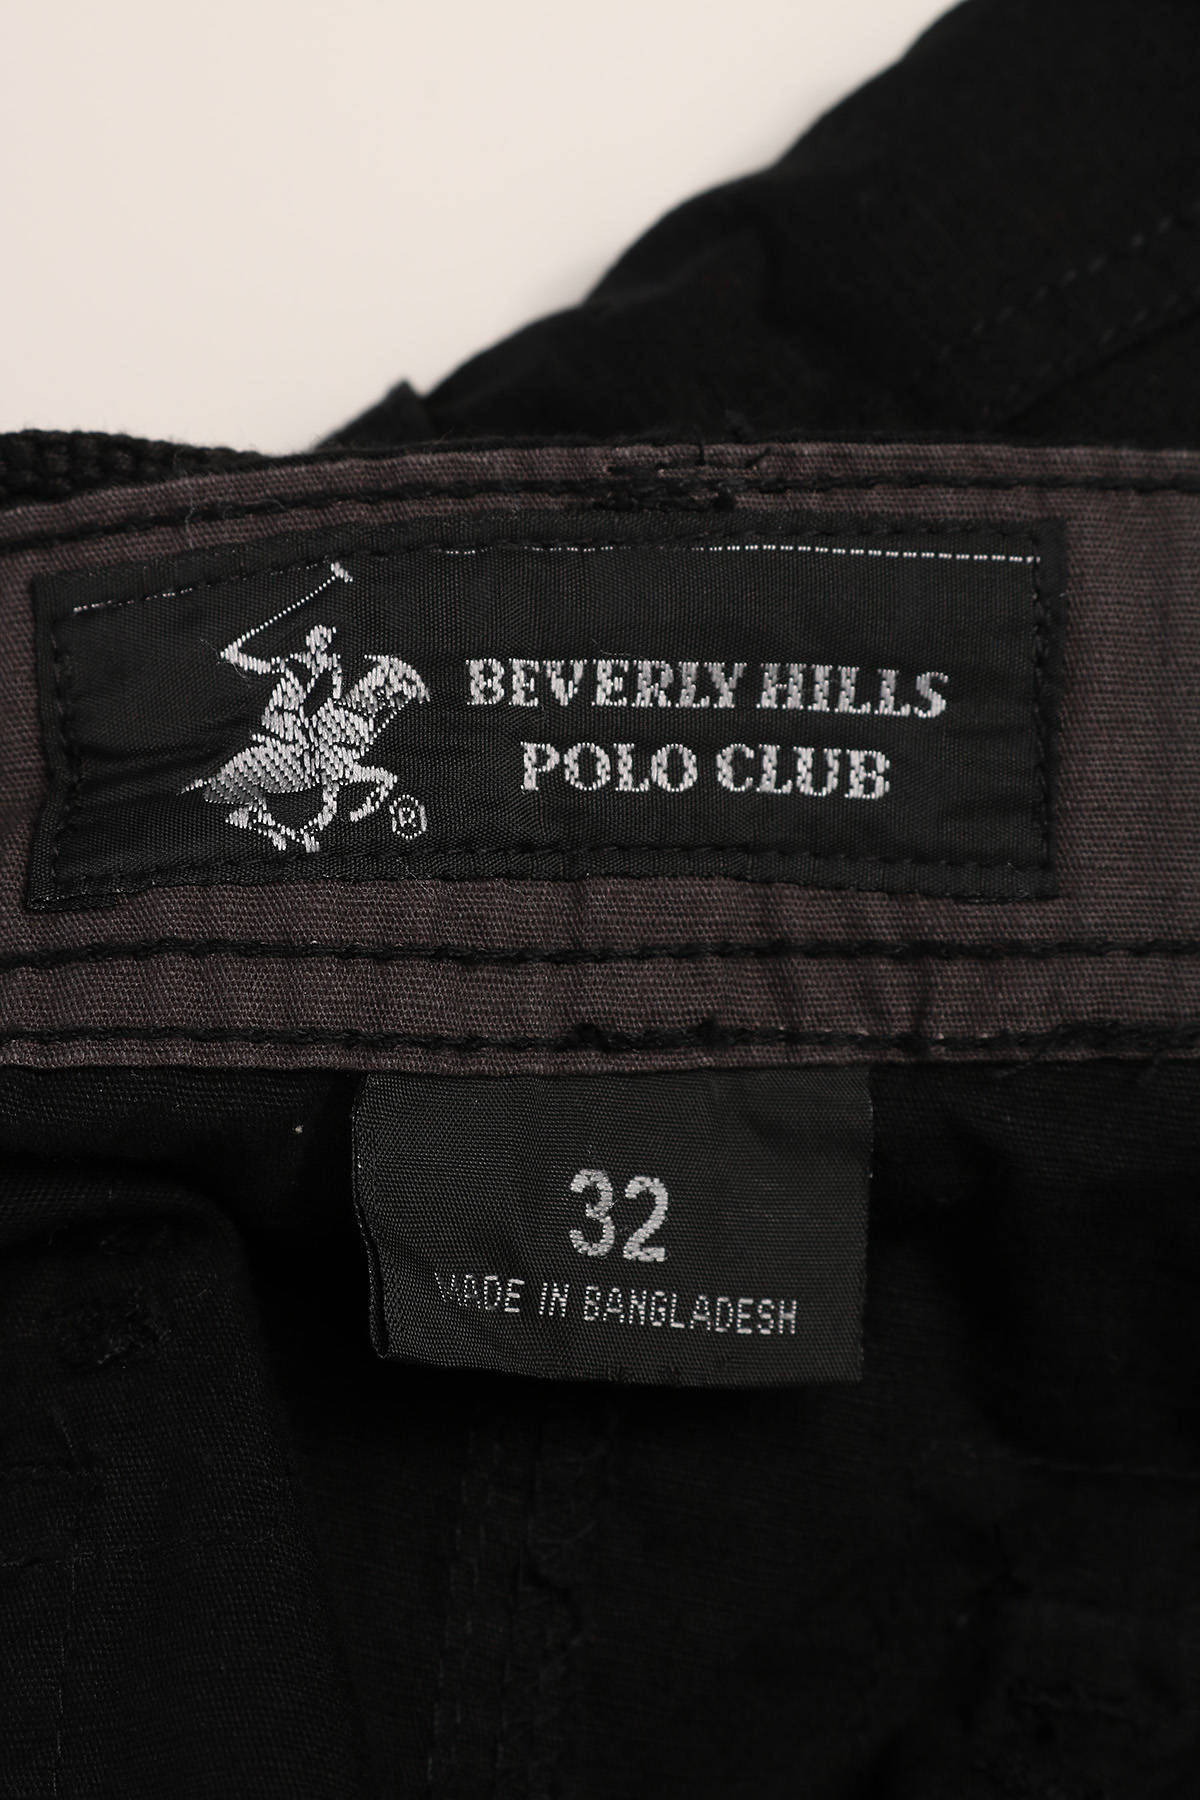 BEVERLY HILLS
POLO CLUB
®
32
MADE IN BANGLADESH